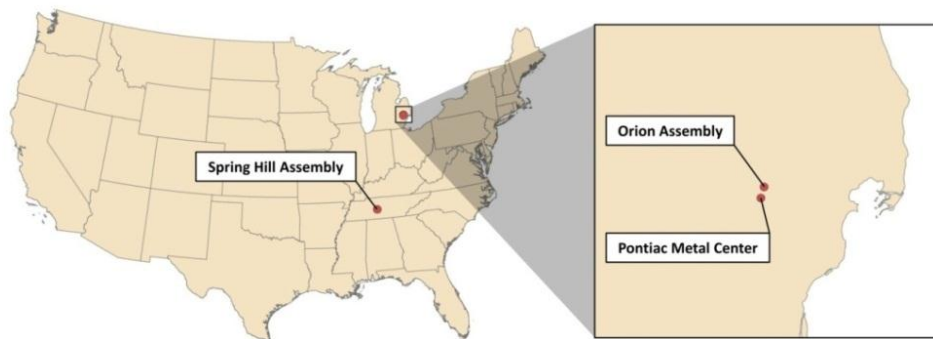 Orion Assembly
Spring Hill Assembly
Pontiac Metal Center